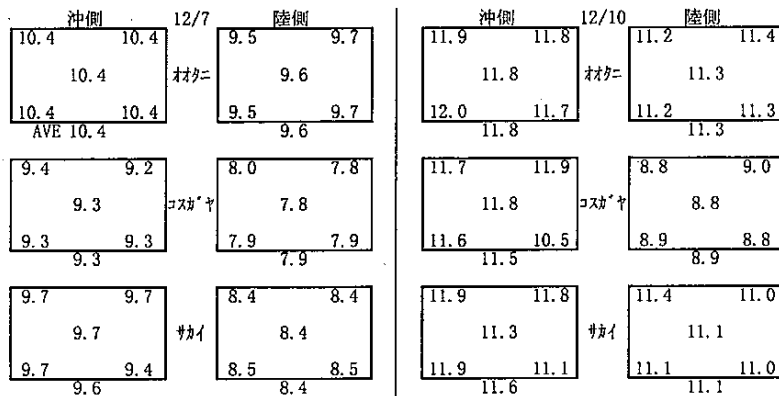 沖側 12/7 陸側 沖側 12/10 陸側
10.4 10.4 9.5 9.7 11.9 11.8 11.2 11.4
10.4 オオタニ 9.6 11.8 オオタニ 11.3
10.4 10.4 9.5 9.7 12.0 11.7 11.2 11.3
AVE 10.4 9.6 11.8 11.3
9.4 9.2 8.0 7.8 11.7 11.9 8.8 9.0
9.3 コスガヤ 7.8 11.8 コスガヤ 8.8
9.3 9.3 7.9 7.9 11.6 10.5 8.9 8.8
9.3 7.9 11.5 8.9
9.7 9.7 8.4 8.4 11.9 11.8 11.4 11.0
9.7 サカイ 8.4 11.3 サカイ 11.1
9.7 9.4 8.5 8.5 11.9 11.1 11.1 11.0
9.6 8.4 11.6 11.1